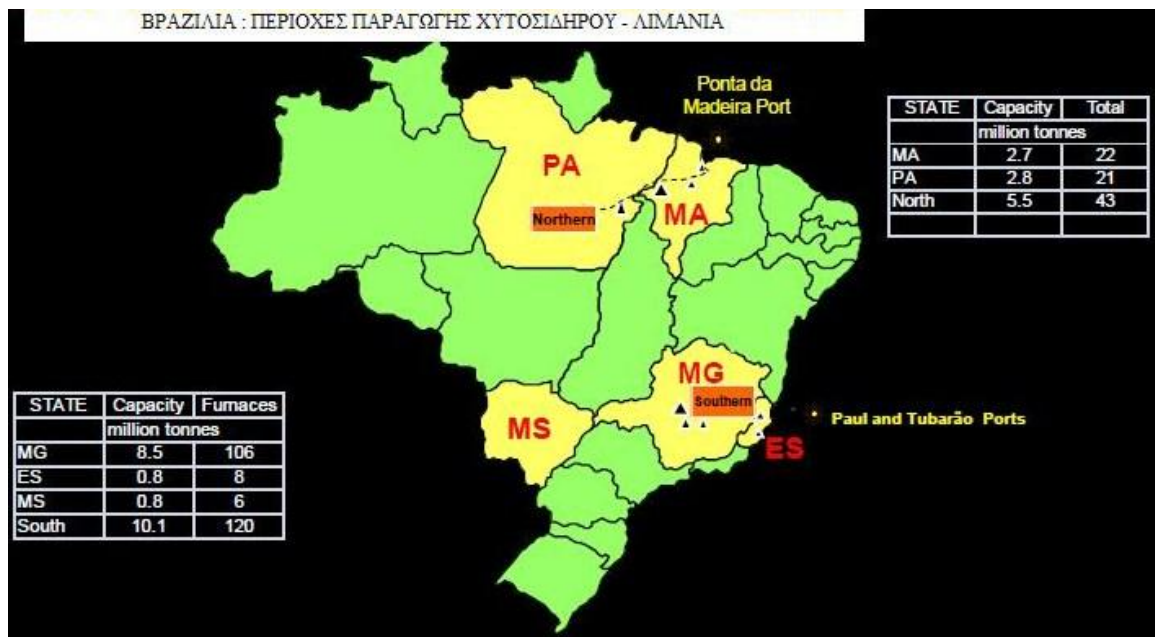 ΒΡΑΖΙΛΙΑ : ΠΕΡΙΟΧΕΣ ΠΑΡΑΓΩΓΗΣ ΧΥΤΟΣΙΔΗΡΟΥ - ΛΙΜΑΝΙΑ
Ponta da
Madeira Port
STATE Capacity Total
million tonnes
MA 2.7 22
PA 2.8 21
North 5.5 43
PA
Northern
MA
MG
Southern
MS
ES
Paul and Tubarão Ports
STATE Capacity Furnaces
million tonnes
MG 8.5 106
ES 0.8 8
MS 0.8 6
South 10.1 120